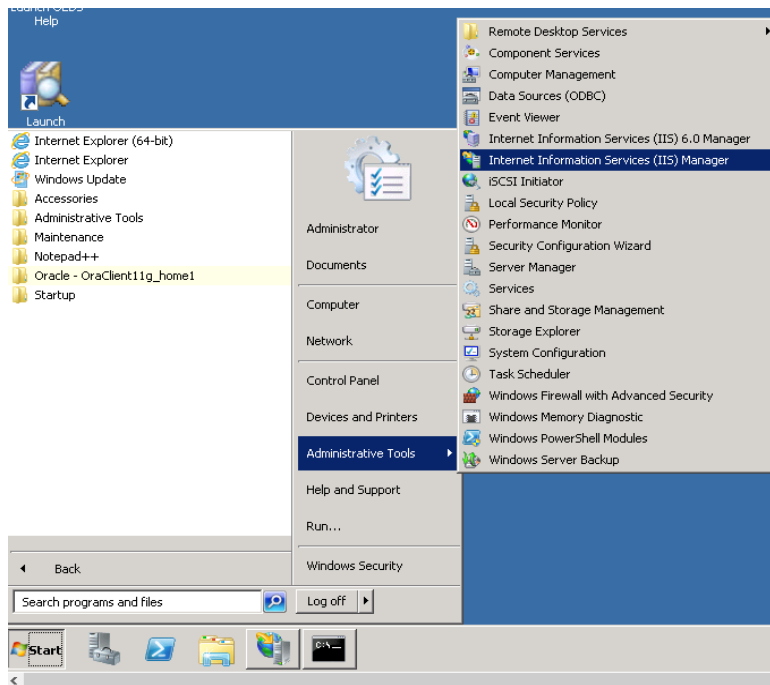 Launch OEDS
Help
Launch
Internet Explorer (64-bit)
Internet Explorer
Windows Update
Accessories
Administrative Tools
Maintenance
Notepad++
Oracle - OraClient11g_home1
Startup
Back
Search programs and files
Administrator
Documents
Computer
Network
Control Panel
Devices and Printers
Administrative Tools
Help and Support
Run...
Windows Security
Log off
Remote Desktop Services
Component Services
Computer Management
Data Sources (ODBC)
Event Viewer
Internet Information Services (IIS) 6.0 Manager
Internet Information Services (IIS) Manager
iSCSI Initiator
Local Security Policy
Performance Monitor
Security Configuration Wizard
Server Manager
Services
Share and Storage Management
Storage Explorer
System Configuration
Task Scheduler
Windows Firewall with Advanced Security
Windows Memory Diagnostic
Windows PowerShell Modules
Windows Server Backup
Start
C:\_